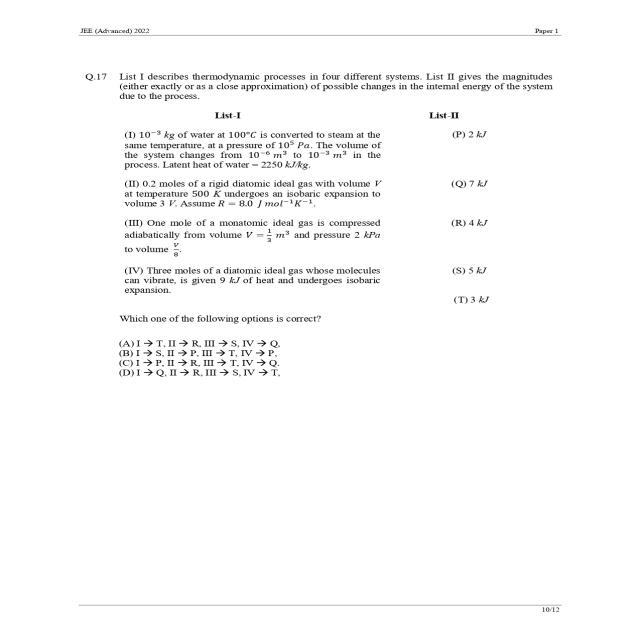 JEE (Advanced) 2022 Paper 1
Q.17 List I describes thermodynamic processes in four different systems. List II gives the magnitudes
(either exactly or as a close approximation) of possible changes in the internal energy of the system
due to the process.
List-I List-II
(I) 10⁻³ kg of water at 100°C is converted to steam at the (P) 2 kJ
same temperature, at a pressure of 10⁵ Pa. The volume of
the system changes from 10⁻⁶ m³ to 10⁻³ m³ in the
process. Latent heat of water = 2250 kJ/kg.
(II) 0.2 moles of a rigid diatomic ideal gas with volume V (Q) 7 kJ
at temperature 500 K undergoes an isobaric expansion to
volume 3 V. Assume R = 8.0 J mol⁻¹K⁻¹.
(III) One mole of a monatomic ideal gas is compressed (R) 4 kJ
adiabatically from volume V = 1/3 m³ and pressure 2 kPa
to volume V/8.
(IV) Three moles of a diatomic ideal gas whose molecules (S) 5 kJ
can vibrate, is given 9 kJ of heat and undergoes isobaric
expansion.
(T) 3 kJ
Which one of the following options is correct?
(A) I → T, II → R, III → S, IV → Q,
(B) I → S, II → P, III → T, IV → P,
(C) I → P, II → R, III → T, IV → Q.
(D) I → Q, II → R, III → S, IV → T,
10/12